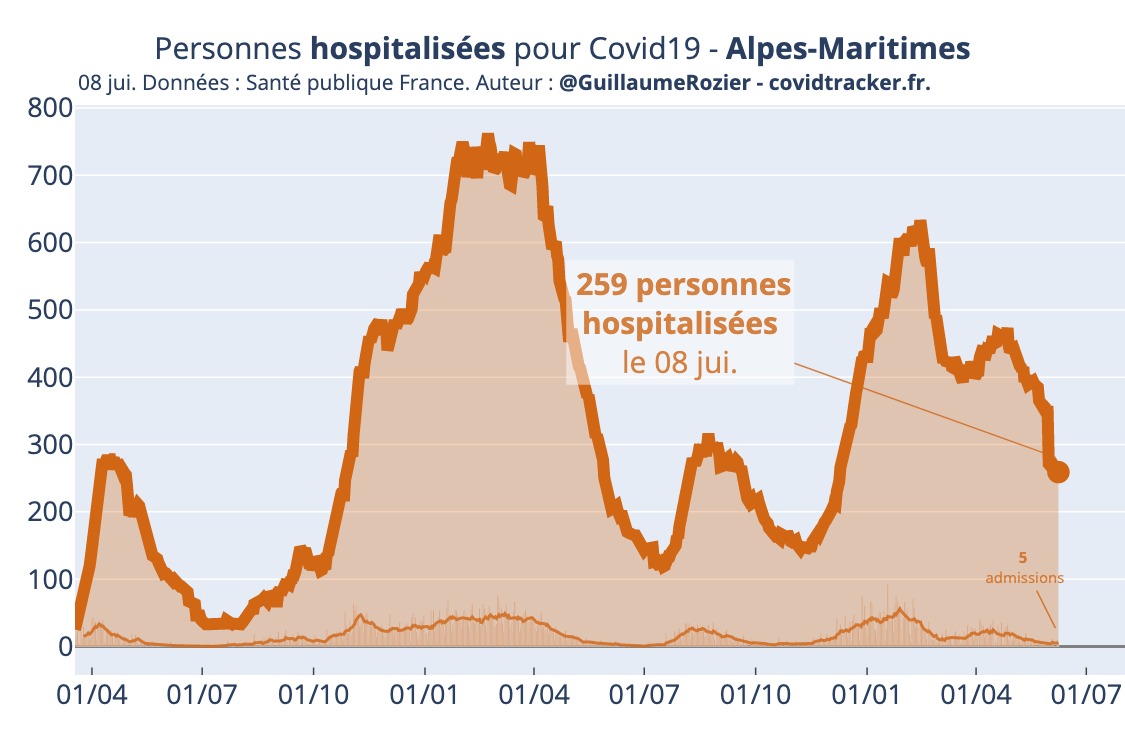 Personnes hospitalisées pour Covid19 - Alpes-Maritimes
08 jui. Données : Santé publique France. Auteur : @GuillaumeRozier - covidtracker.fr.
800
700
600
500
400
300
200
100
0
259 personnes
hospitalisées
le 08 jui.
5
admissions
01/04 01/07 01/10 01/01 01/04 01/07 01/10 01/01 01/04 01/07